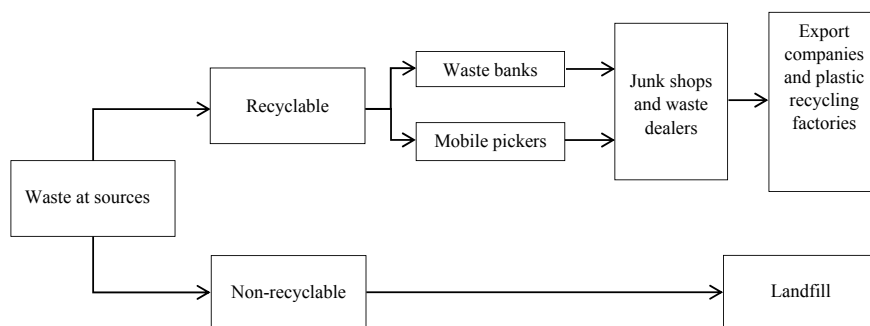 Waste at sources
Recyclable
Non-recyclable
Waste banks
Mobile pickers
Junk shops
and waste
dealers
Export
companies
and plastic
recycling
factories
Landfill